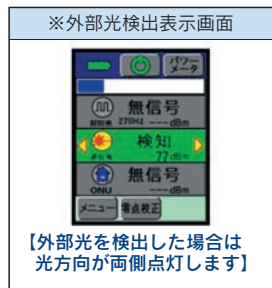 ※外部光検出表示画面
パワー
メータ
無信号
270Hz ---dBm
検知
77dBm
無信号
ONU ---dBm
メニュー 零点校正
【外部光を検出した場合は
光方向が両側点灯します】